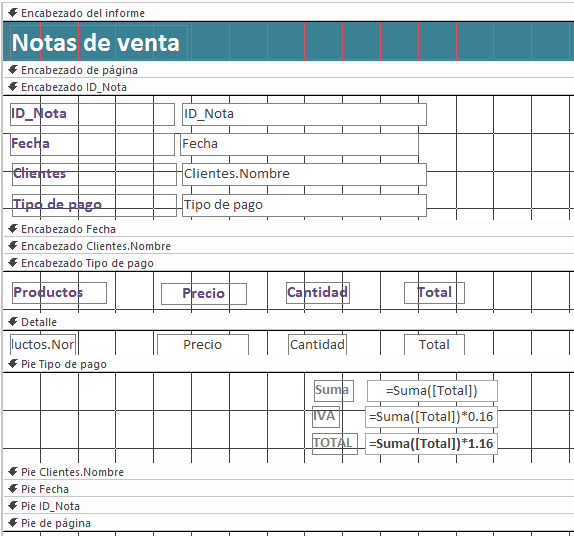 Encabezado del informe
Notas de venta
Encabezado de página
Encabezado ID_Nota
ID_Nota ID_Nota
Fecha Fecha
Clientes Clientes.Nombre
Tipo de pago Tipo de pago
Encabezado Fecha
Encabezado Clientes.Nombre
Encabezado Tipo de pago
Productos Precio Cantidad Total
Detalle
luctos.Nor Precio Cantidad Total
Pie Tipo de pago
Suma =Suma([Total])
IVA =Suma([Total])*0.16
TOTAL =Suma([Total])*1.16
Pie Clientes.Nombre
Pie Fecha
Pie ID_Nota
Pie de página